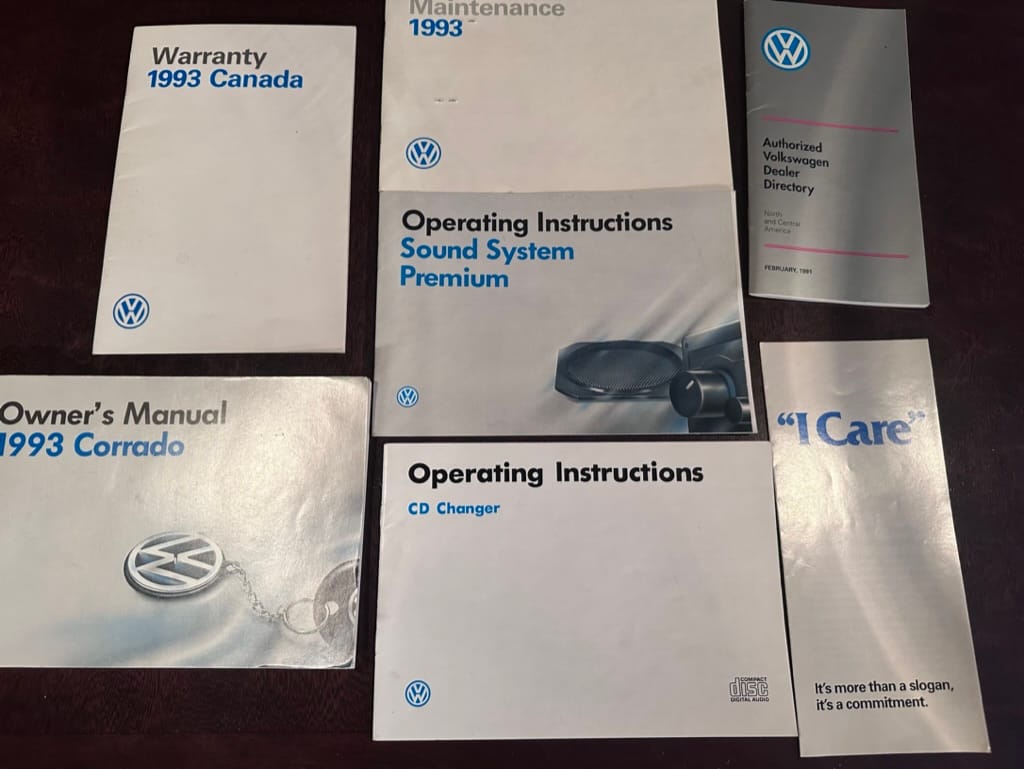 Warranty
1993 Canada
Maintenance
1993
Authorized
Volkswagen
Dealer
Directory
North
and Central
America
FEBRUARY, 1991
Operating Instructions
Sound System
Premium
Owner's Manual
1993 Corrado
Operating Instructions
CD Changer
COMPACT
disc
DIGITAL AUDIO
"I Care"
It's more than a slogan,
it's a commitment.